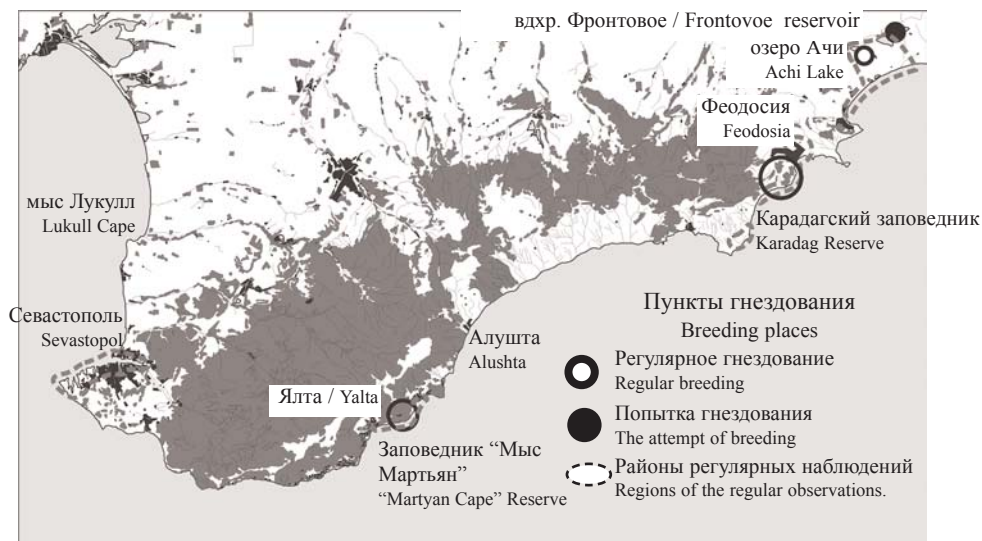 вдхр. Фронтовое / Frontovoe reservoir
озеро Ачи
Achi Lake
Феодосия
Feodosia
мыс Лукулл
Lukull Cape
Карадагский заповедник
Karadag Reserve
Севастополь
Sevastopol
Алушта
Alushta
Ялта / Yalta
Заповедник “Мыс
Мартьян”
“Martyan Cape” Reserve
Пункты гнездования
Breeding places
Регулярное гнездование
Regular breeding
Попытка гнездования
The attempt of breeding
Районы регулярных наблюдений
Regions of the regular observations.